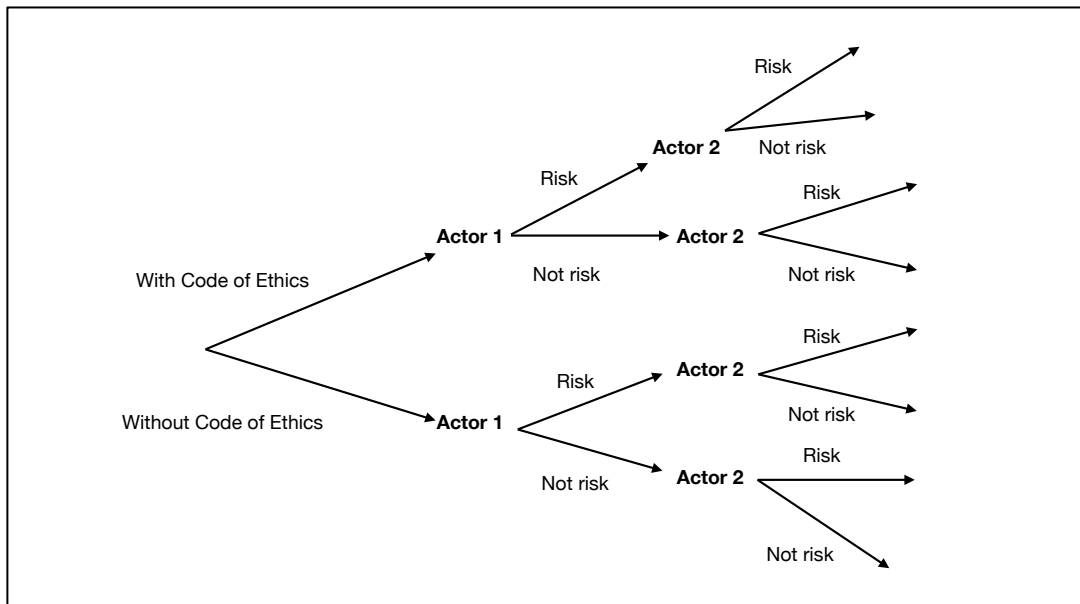 Risk
Actor 2
Not risk
Risk
Risk
Actor 1
Actor 2
Not risk
Not risk
With Code of Ethics
Risk
Actor 2
Risk
Not risk
Without Code of Ethics
Actor 1
Risk
Actor 2
Not risk
Not risk